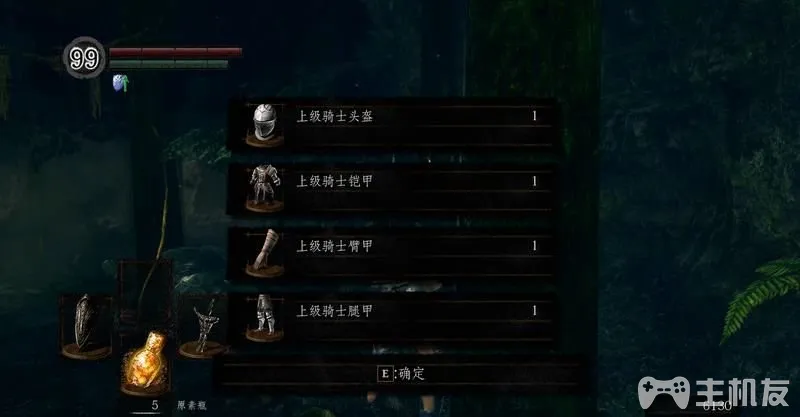 99
上级骑士头盔 1
上级骑士铠甲 1
上级骑士臂甲 1
上级骑士腿甲 1
E:确定
5 原素瓶
6130
主机友